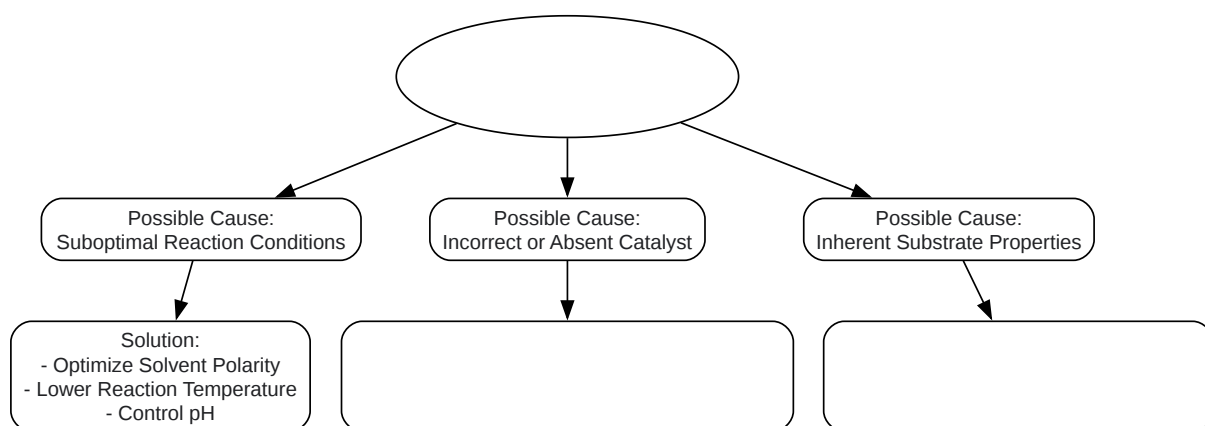 Possible Cause:
Suboptimal Reaction Conditions
Possible Cause:
Incorrect or Absent Catalyst
Possible Cause:
Inherent Substrate Properties
Solution:
- Optimize Solvent Polarity
- Lower Reaction Temperature
- Control pH